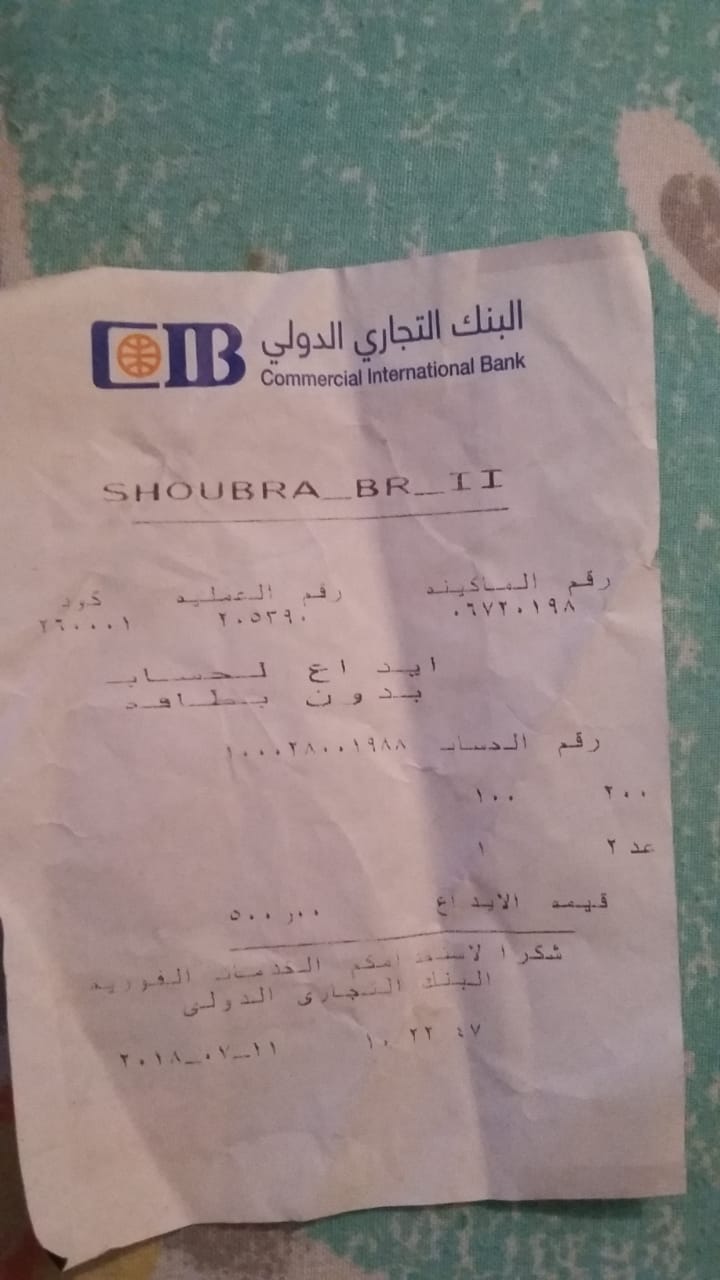 البنك التجاري الدولي
CIB Commercial International Bank
SHOUBRA_BR_II
رقم الماكينه رقم العمليه كود
٠٦٧٢٠١٩٨ ٢٠٥٣٩٠ ٢٦٠٠٠١
ايداع لحساب
بدون بطاقه
رقم الحساب ١٠٠٠٢٨٠٠١٩٨٨
٢٠٠ ١٠٠
عدد ٢ ١
قيمه الايداع ٥٠٠٫٠٠
شكرا لاستخدامكم الخدمات الفوريه
البنك التجارى الدولى
١٠ ٢٢ ٤٧ ٢٠١٨_٠٧_١١